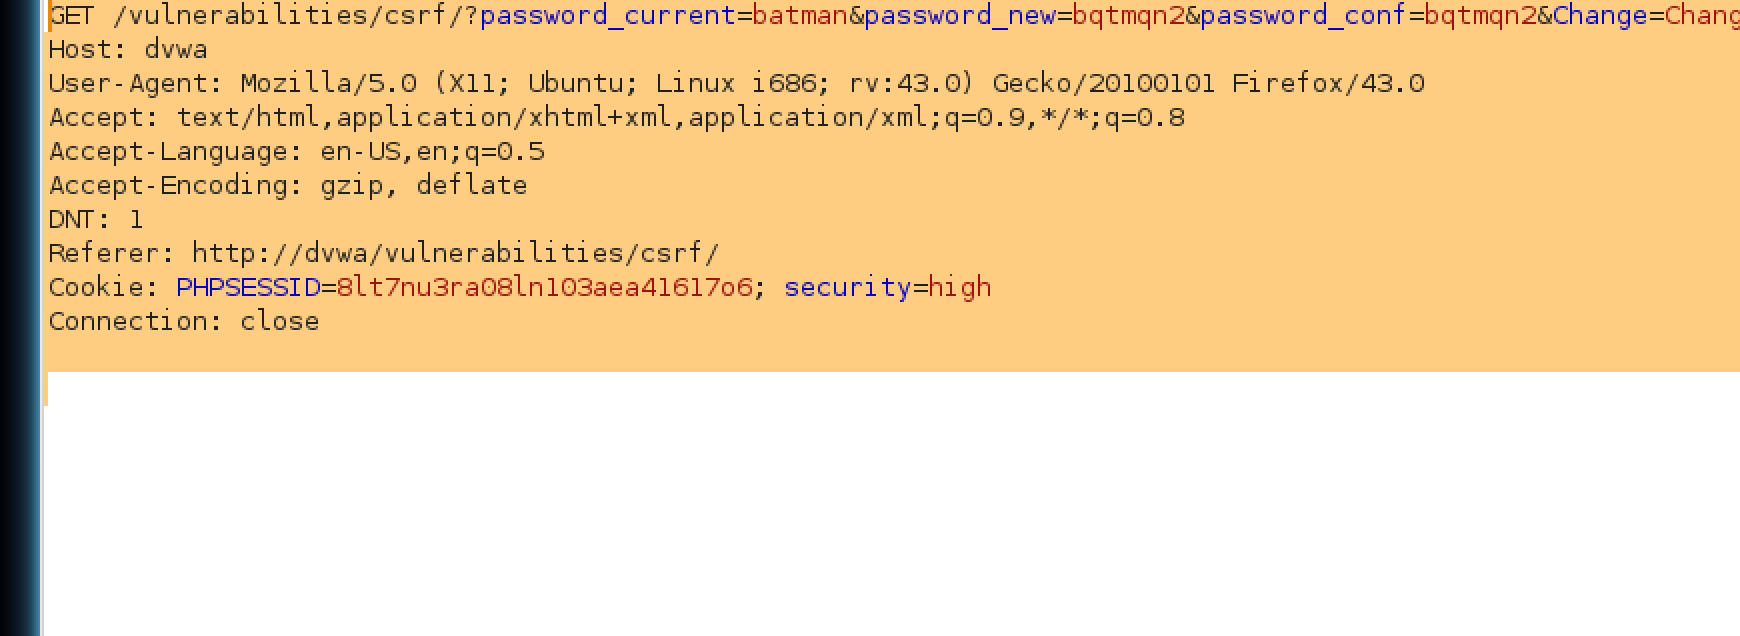 GET /vulnerabilities/csrf/?password_current=batman&password_new=bqtmqn2&password_conf=bqtmqn2&Change=Chang
Host: dvwa
User-Agent: Mozilla/5.0 (X11; Ubuntu; Linux i686; rv:43.0) Gecko/20100101 Firefox/43.0
Accept: text/html,application/xhtml+xml,application/xml;q=0.9,*/*;q=0.8
Accept-Language: en-US,en;q=0.5
Accept-Encoding: gzip, deflate
DNT: 1
Referer: http://dvwa/vulnerabilities/csrf/
Cookie: PHPSESSID=8lt7nu3ra08ln103aea41617o6; security=high
Connection: close